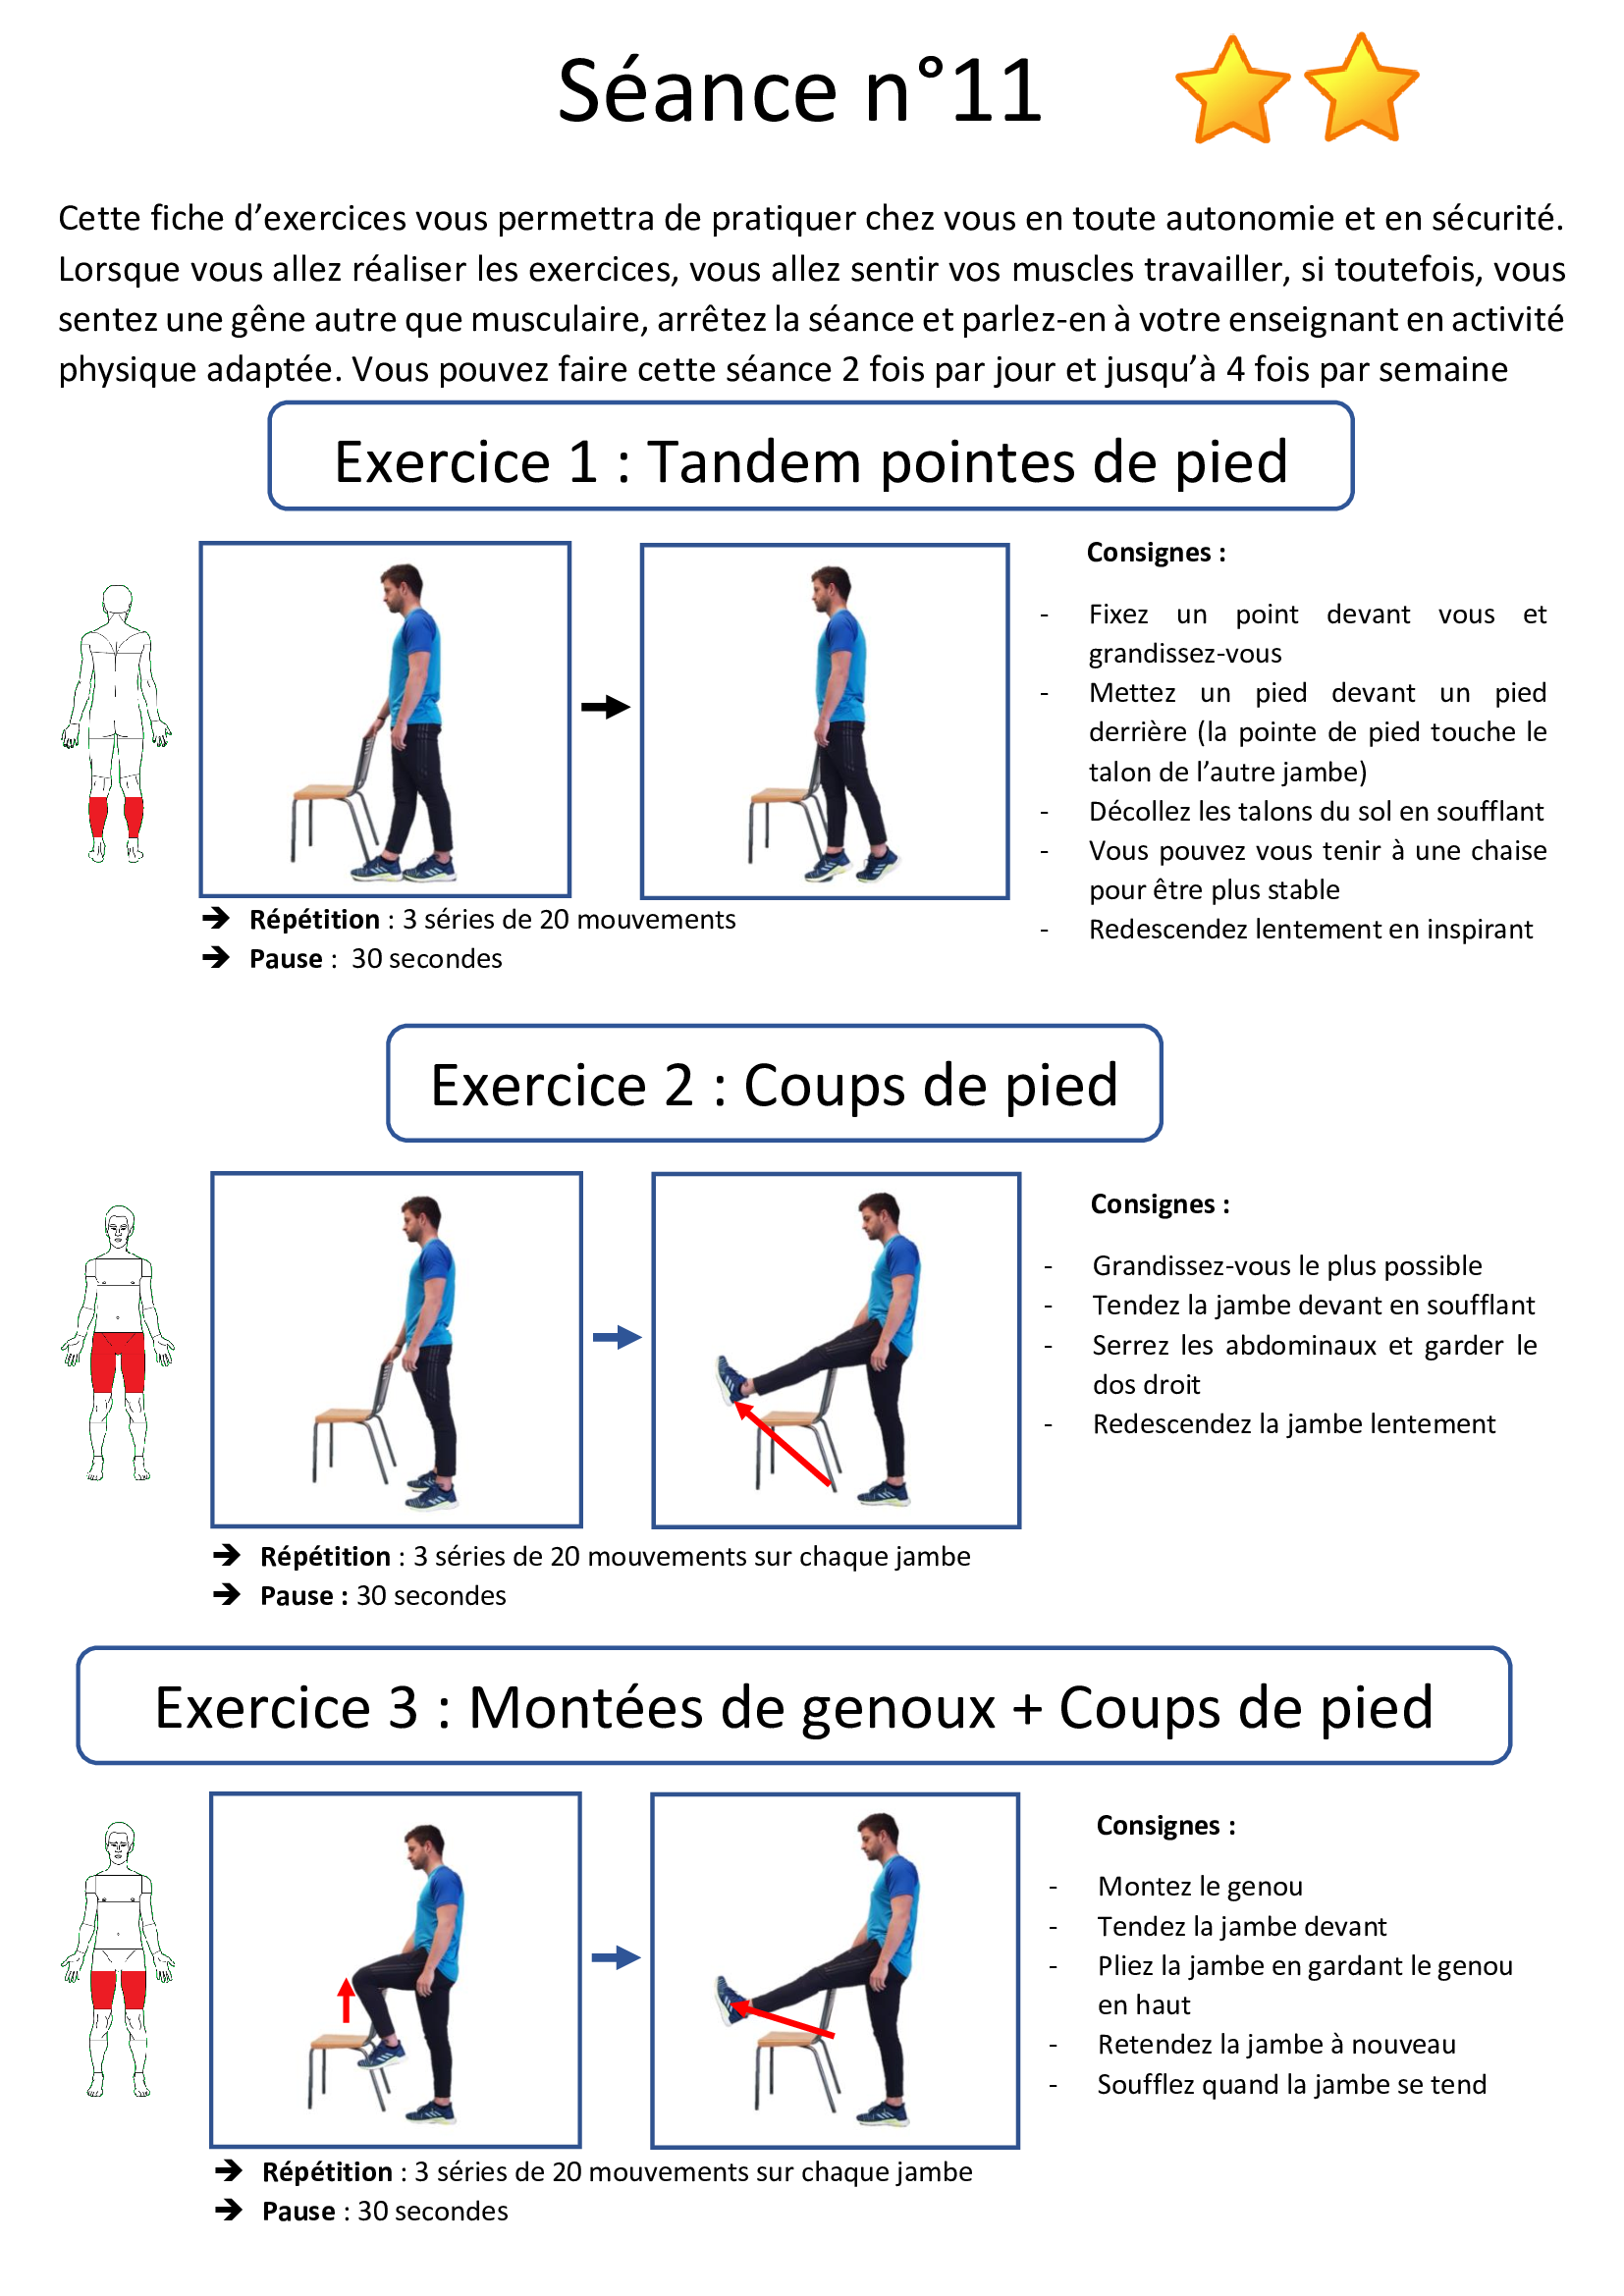 Séance n°11
Cette fiche d’exercices vous permettra de pratiquer chez vous en toute autonomie et en sécurité.
Lorsque vous allez réaliser les exercices, vous allez sentir vos muscles travailler, si toutefois, vous
sentez une gêne autre que musculaire, arrêtez la séance et parlez-en à votre enseignant en activité
physique adaptée. Vous pouvez faire cette séance 2 fois par jour et jusqu’à 4 fois par semaine
Exercice 1 : Tandem pointes de pied
Consignes :
- Fixez un point devant vous et
grandissez-vous
- Mettez un pied devant un pied
derrière (la pointe de pied touche le
talon de l’autre jambe)
- Décollez les talons du sol en soufflant
- Vous pouvez vous tenir à une chaise
pour être plus stable
- Redescendez lentement en inspirant
➔ Répétition : 3 séries de 20 mouvements
➔ Pause : 30 secondes
Exercice 2 : Coups de pied
Consignes :
- Grandissez-vous le plus possible
- Tendez la jambe devant en soufflant
- Serrez les abdominaux et garder le
dos droit
- Redescendez la jambe lentement
➔ Répétition : 3 séries de 20 mouvements sur chaque jambe
➔ Pause : 30 secondes
Exercice 3 : Montées de genoux + Coups de pied
Consignes :
- Montez le genou
- Tendez la jambe devant
- Pliez la jambe en gardant le genou
en haut
- Retendez la jambe à nouveau
- Soufflez quand la jambe se tend
➔ Répétition : 3 séries de 20 mouvements sur chaque jambe
➔ Pause : 30 secondes